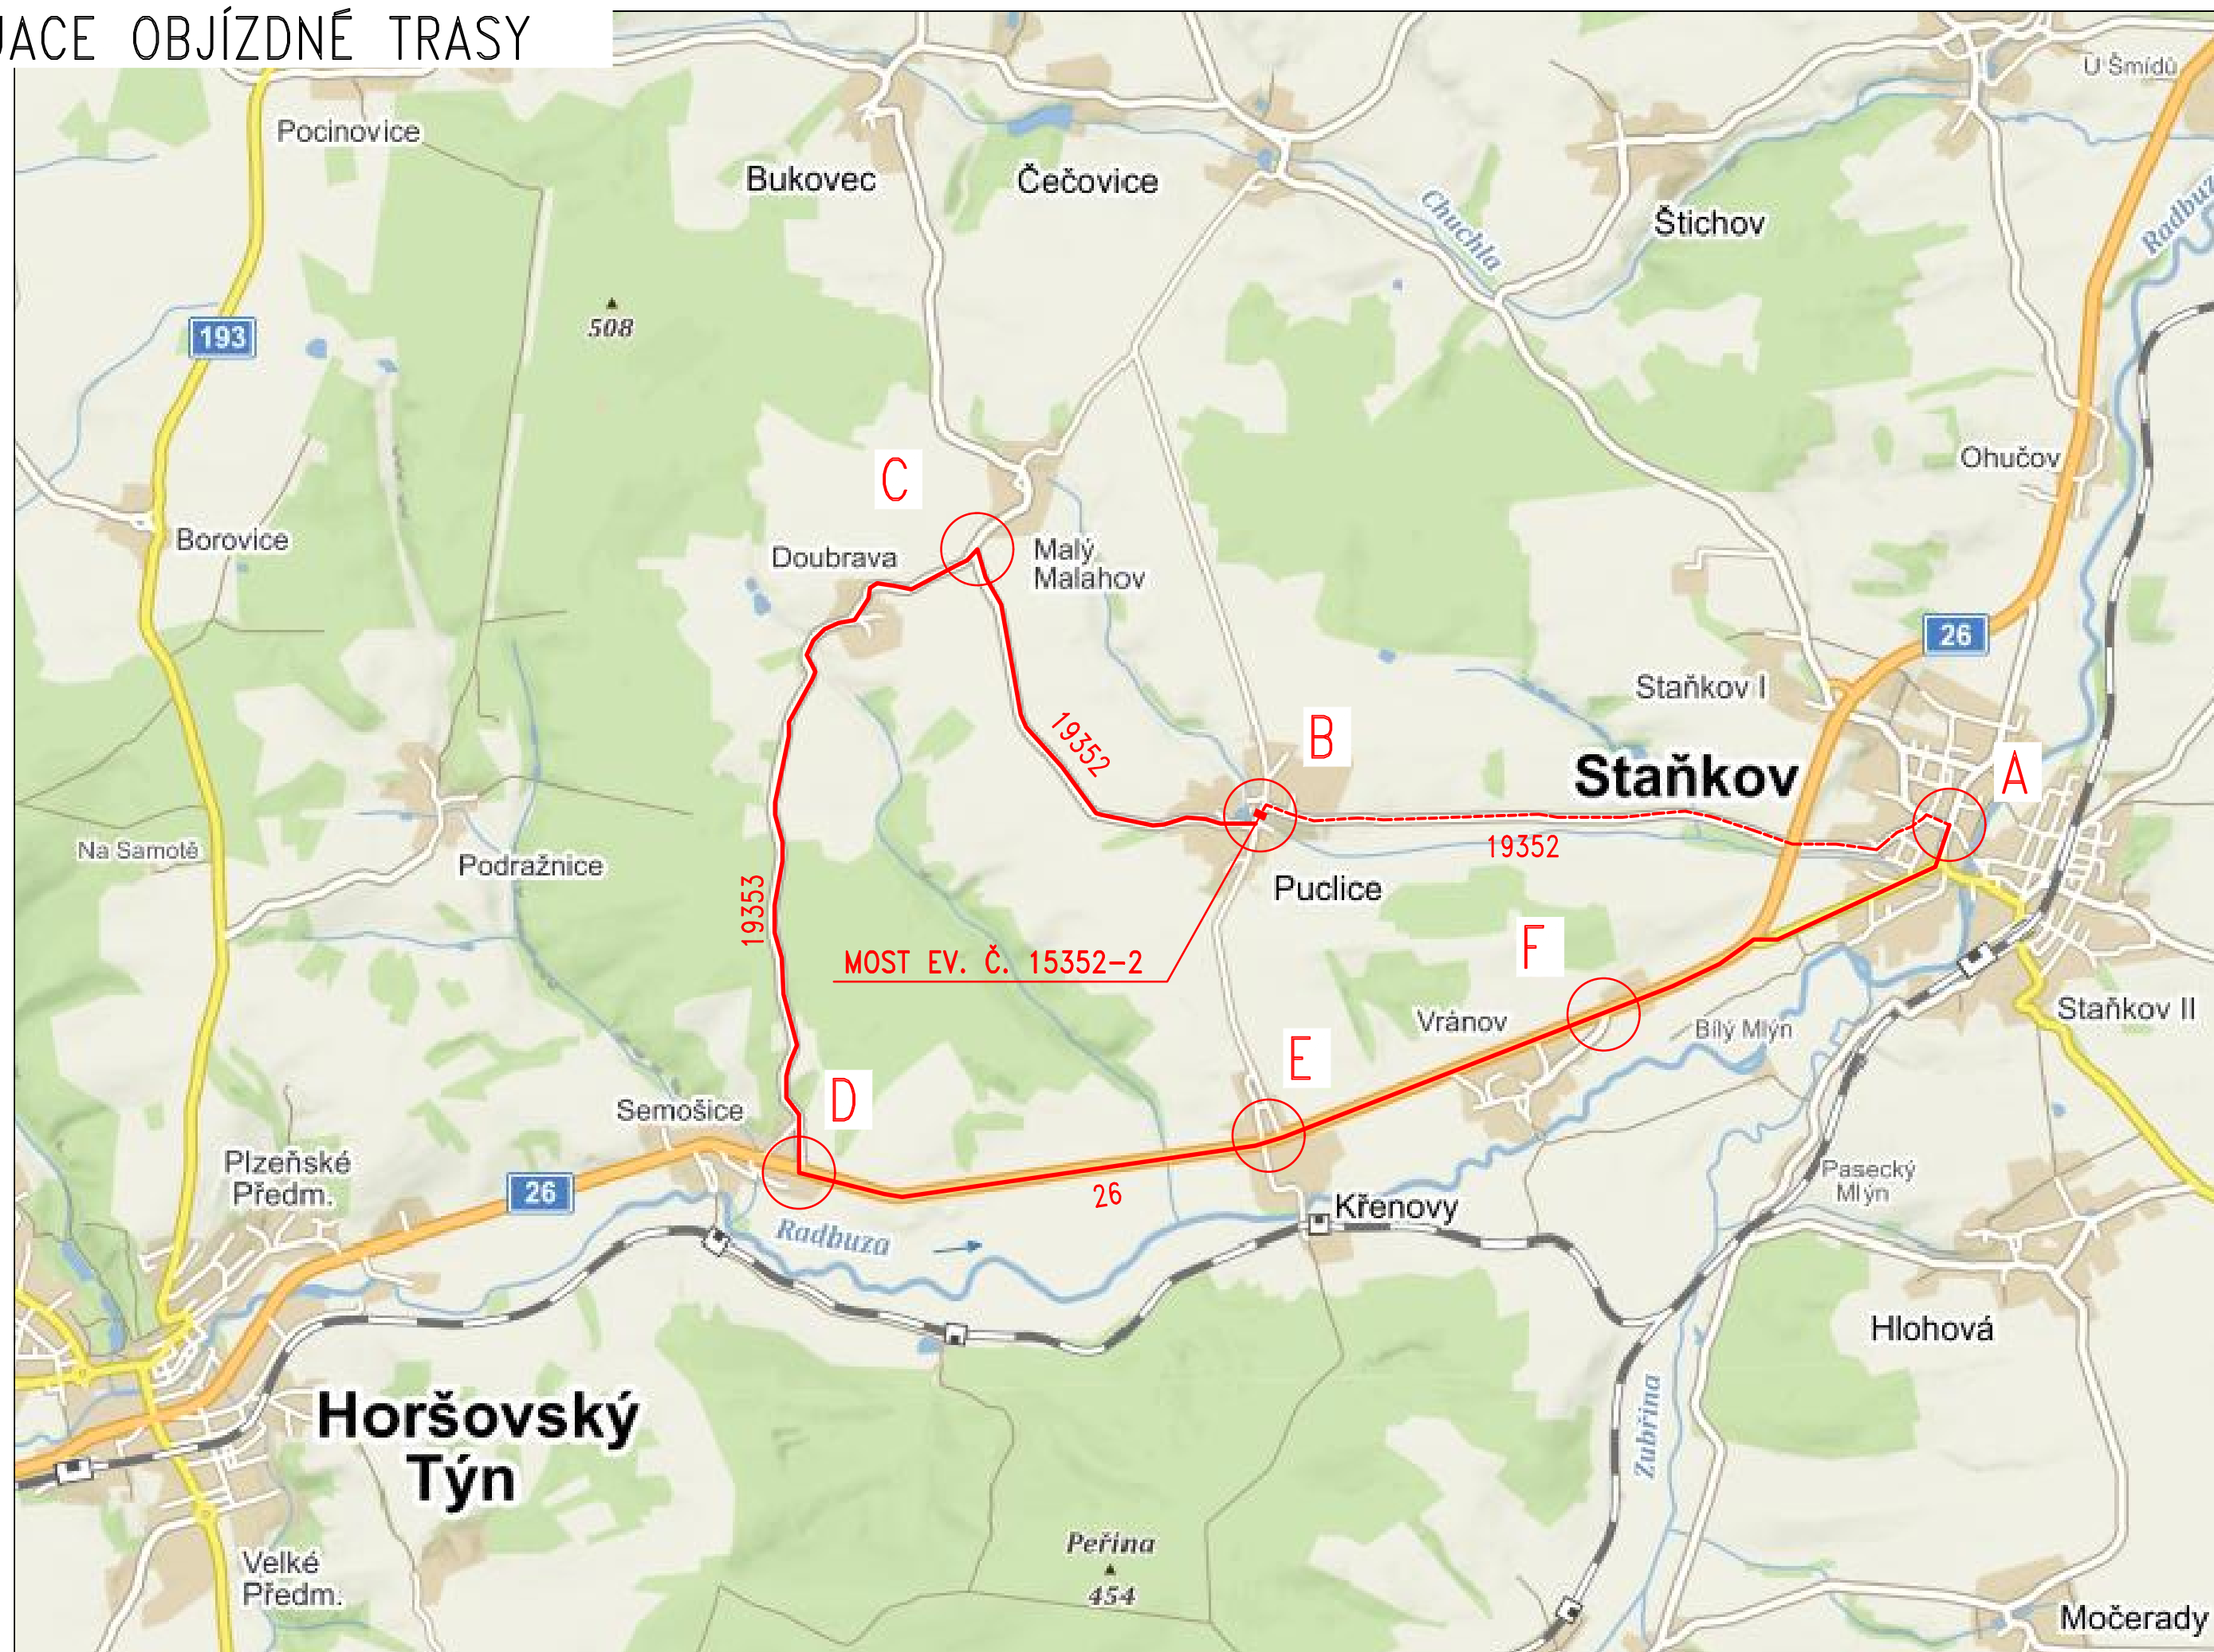 UACE OBJÍZDNÉ TRASY
U Šmídů
Pocinovice
Bukovec
Čečovice
Chuchla
Štichov
Radbuz
193
508
Ohučov
C
Borovice
Doubrava
Malý
Malahov
26
Staňkov I
19352
B
Staňkov
A
Na Samotě
Podražnice
19352
Puclice
19353
F
MOST EV. Č. 15352-2
Vránov
Bílý Mlýn
Staňkov II
E
Semošice
D
Plzeňské
Předm.
26
26
Křenovy
Pasecký
Mlýn
Radbuza
Hlohová
Horšovský
Týn
Zubřina
Peřina
454
Velké
Předm.
Močerady